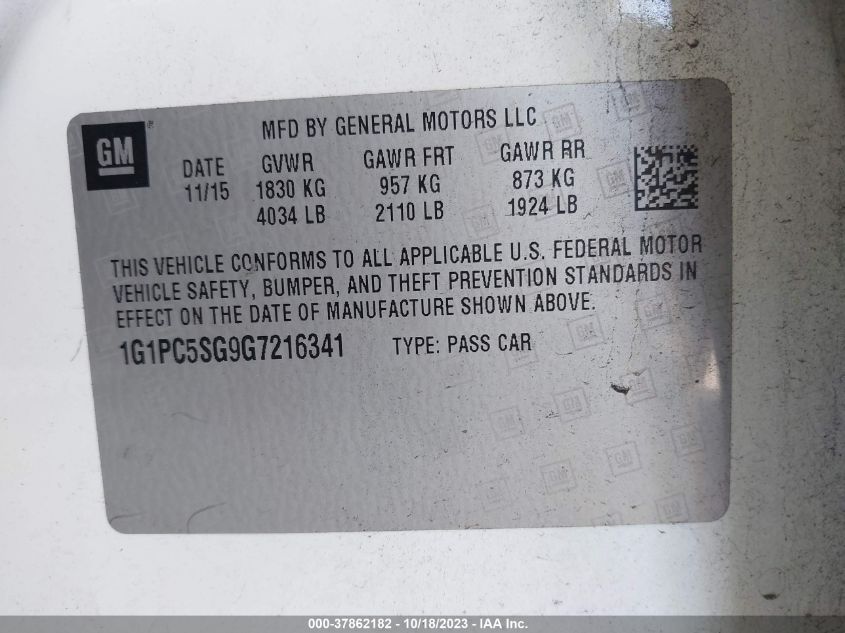 GM
MFD BY GENERAL MOTORS LLC
DATE GVWR GAWR FRT GAWR RR
11/15 1830 KG 957 KG 873 KG
4034 LB 2110 LB 1924 LB
THIS VEHICLE CONFORMS TO ALL APPLICABLE U.S. FEDERAL MOTOR
VEHICLE SAFETY, BUMPER, AND THEFT PREVENTION STANDARDS IN
EFFECT ON THE DATE OF MANUFACTURE SHOWN ABOVE.
1G1PC5SG9G7216341 TYPE: PASS CAR
000-37862182 - 10/18/2023 - IAA Inc.